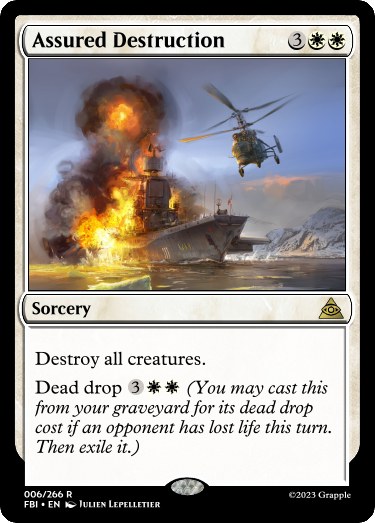 Assured Destruction 3
Sorcery
Destroy all creatures.
Dead drop 3 (You may cast this
from your graveyard for its dead drop
cost if an opponent has lost life this turn.
Then exile it.)
006/266 R
FBI • EN Julien Lepelletier
©2023 Grapple